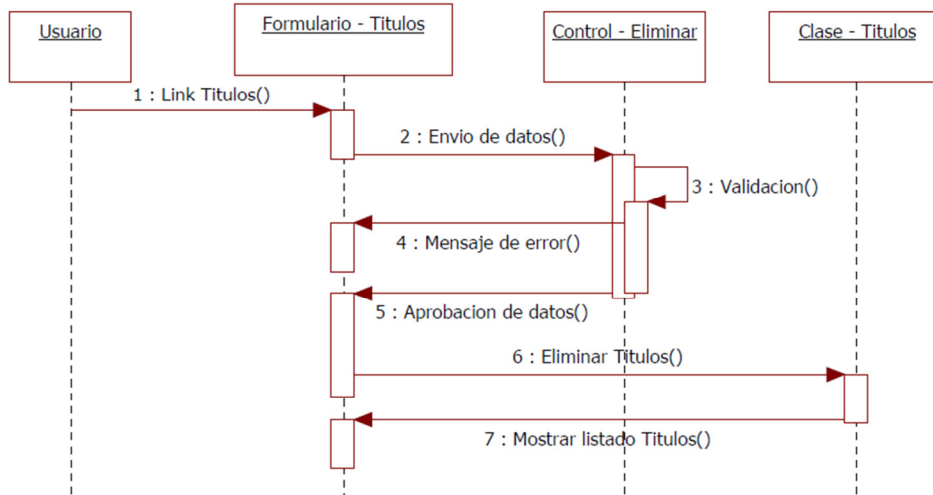 Usuario
Formulario - Titulos
Control - Eliminar
Clase - Titulos
1 : Link Titulos()
2 : Envio de datos()
3 : Validacion()
4 : Mensaje de error()
5 : Aprobacion de datos()
6 : Eliminar Titulos()
7 : Mostrar listado Titulos()